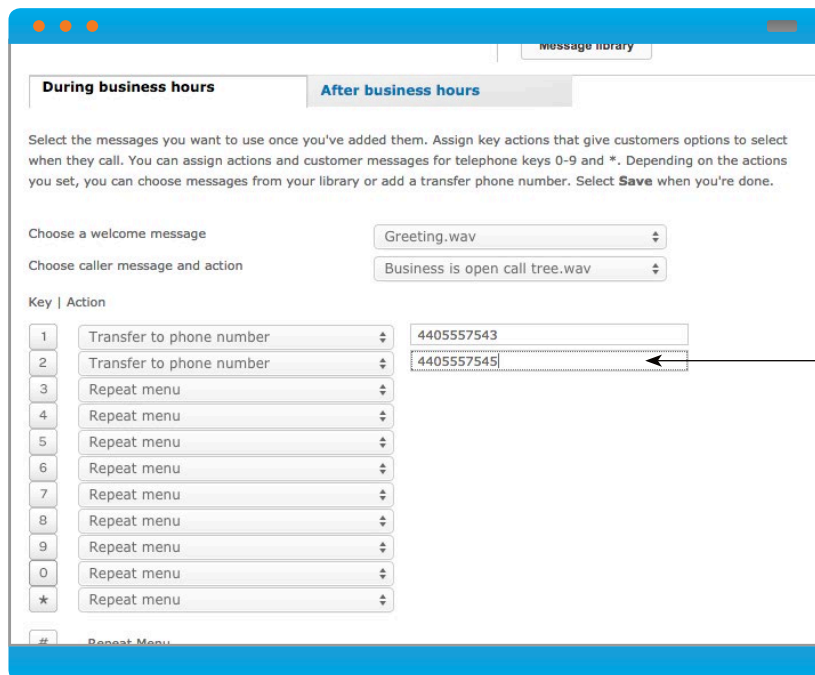 Message library
During business hours
After business hours
Select the messages you want to use once you've added them. Assign key actions that give customers options to select
when they call. You can assign actions and customer messages for telephone keys 0-9 and *. Depending on the actions
you set, you can choose messages from your library or add a transfer phone number. Select Save when you're done.
Choose a welcome message
Greeting.wav
Choose caller message and action
Business is open call tree.wav
Key | Action
1 Transfer to phone number 4405557543
2 Transfer to phone number 4405557545
3 Repeat menu
4 Repeat menu
5 Repeat menu
6 Repeat menu
7 Repeat menu
8 Repeat menu
9 Repeat menu
0 Repeat menu
* Repeat menu
# Repeat Menu